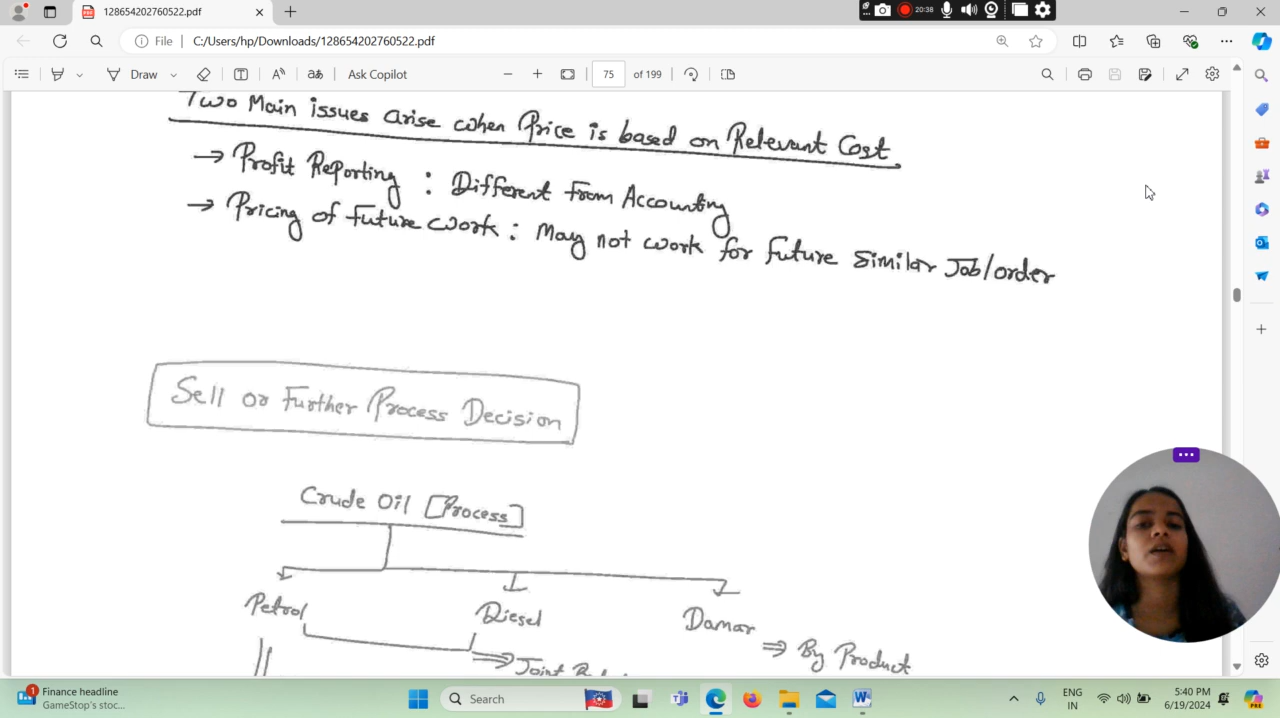 128654202760522.pdf
20:38
File | C:/Users/hp/Downloads/128654202760522.pdf
Draw
Ask Copilot
75 of 199
Two Main issues arise when Price is based on Relevant Cost
→ Profit Reporting : Different from Accounting
→ Pricing of future work : May not work for future similar Job/order
Sell or Further Process Decision
Crude Oil [Process]
Petrol Diesel Damar
⇒ By Product
⇒ Joint
Finance headline
GameStop's stoc...
1
Search
ENG
IN
5:40 PM
6/19/2024